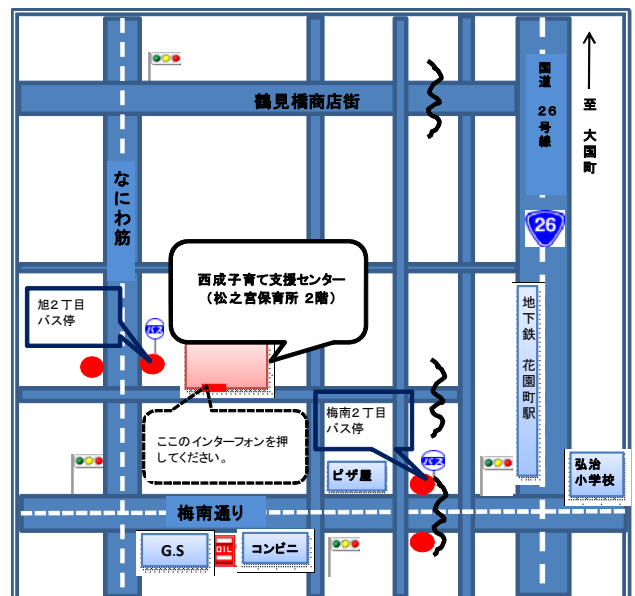 鶴見橋商店街
国道 26号線
至 大国町
なにわ筋
26
西成子育て支援センター
（松之宮保育所 2階）
旭2丁目
バス停
バス
地下鉄 花園町駅
梅南2丁目
バス停
ここのインターフォンを押
してください。
バス
ピザ屋
弘治
小学校
梅南通り
G.S
OIL
コンビニ